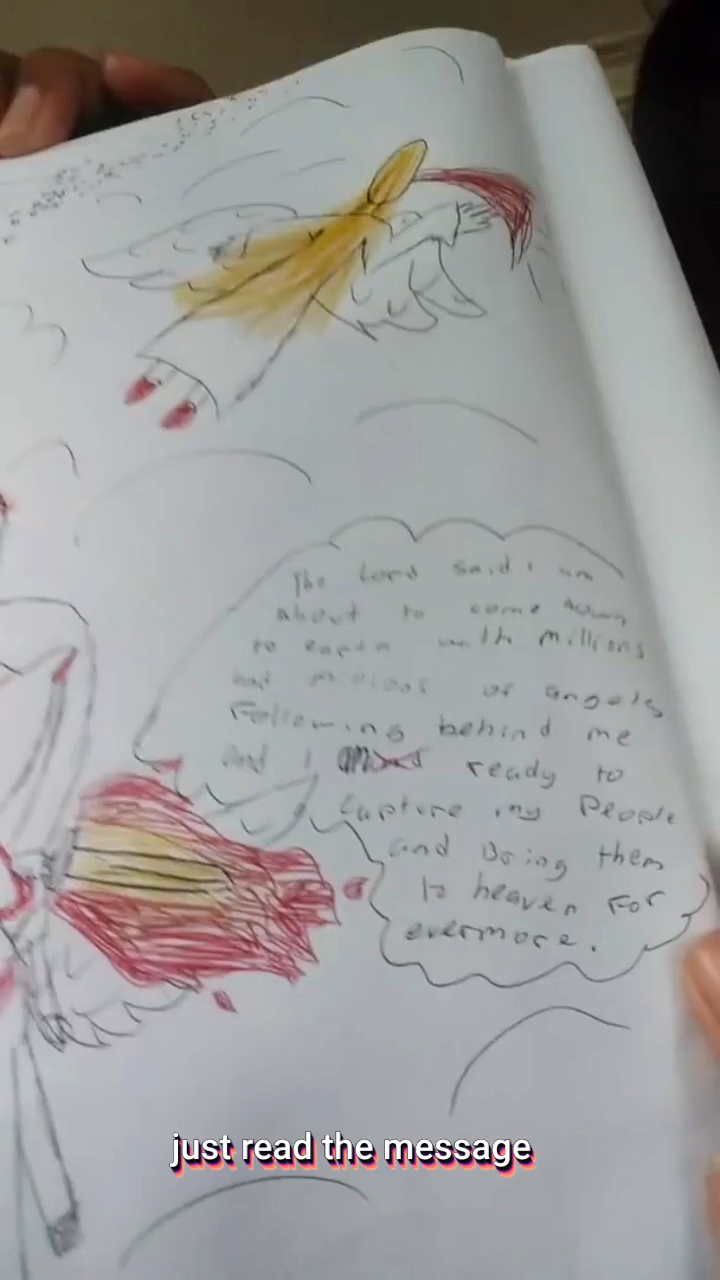 The Lord said I am
about to come down
to earth with millions
and millions of angels
Following behind me
and I ready to
capture my People
and bring them
to heaven For
evermore.
just read the message